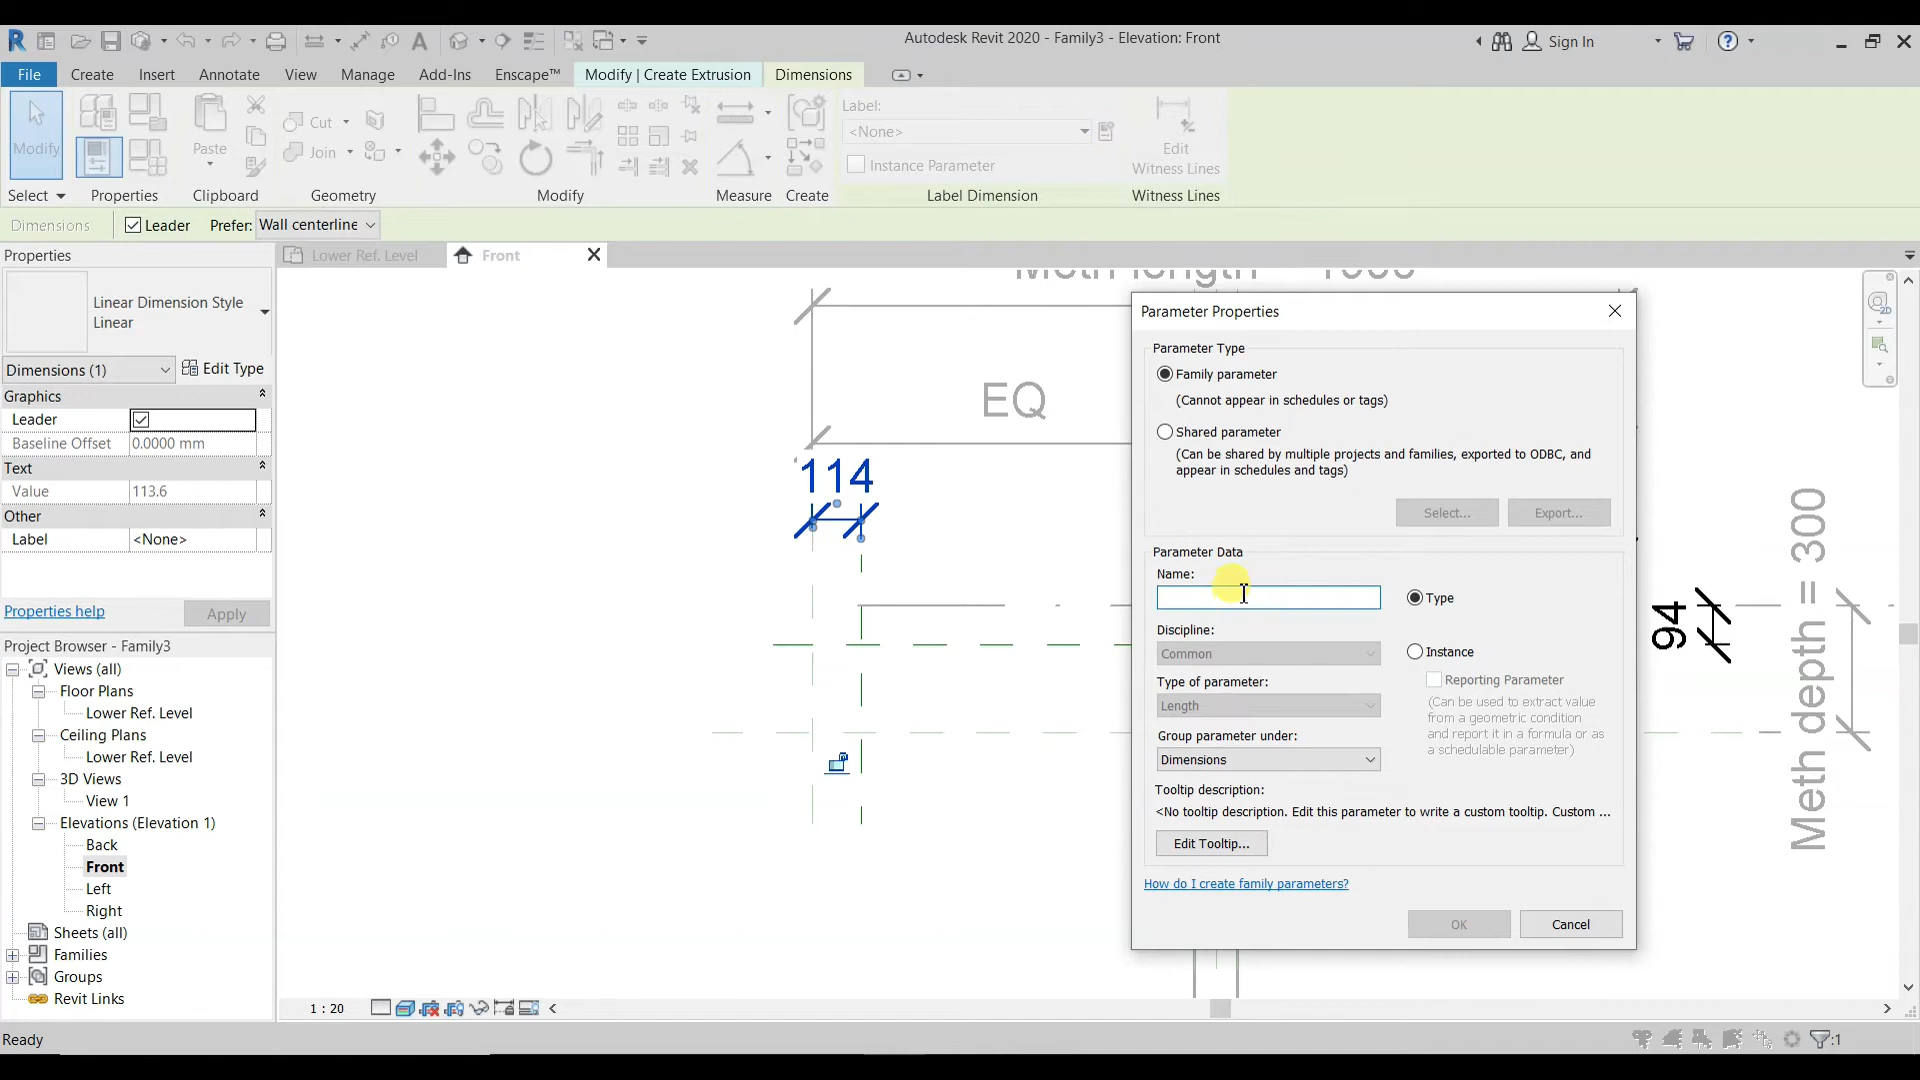 Autodesk Revit 2020 - Family3 - Elevation: Front
Sign In
File
Create
Insert
Annotate
View
Manage
Add-Ins
Enscape™
Modify | Create Extrusion
Dimensions
Modify
Paste
Cut
Join
Label:
<None>
Instance Parameter
Edit
Witness Lines
Select
Properties
Clipboard
Geometry
Modify
Measure
Create
Label Dimension
Witness Lines
Dimensions
Leader
Prefer:
Wall centerline
Properties
Lower Ref. Level
Front
Linear Dimension Style
Linear
Dimensions (1)
Edit Type
Graphics
Leader
Baseline Offset
0.0000 mm
Text
Value
113.6
Other
Label
<None>
Properties help
Apply
Project Browser - Family3
Views (all)
Floor Plans
Lower Ref. Level
Ceiling Plans
Lower Ref. Level
3D Views
View 1
Elevations (Elevation 1)
Back
Front
Left
Right
Sheets (all)
Families
Groups
Revit Links
EQ
114
94
Meth depth = 300
2D
Parameter Properties
Parameter Type
Family parameter
(Cannot appear in schedules or tags)
Shared parameter
(Can be shared by multiple projects and families, exported to ODBC, and
appear in schedules and tags)
Select...
Export...
Parameter Data
Name:
Type
Discipline:
Common
Instance
Type of parameter:
Reporting Parameter
Length
(Can be used to extract value
from a geometric condition
and report it in a formula or as
a schedulable parameter)
Group parameter under:
Dimensions
Tooltip description:
<No tooltip description. Edit this parameter to write a custom tooltip. Custom ...
Edit Tooltip...
How do I create family parameters?
OK
Cancel
1 : 20
Ready
:1